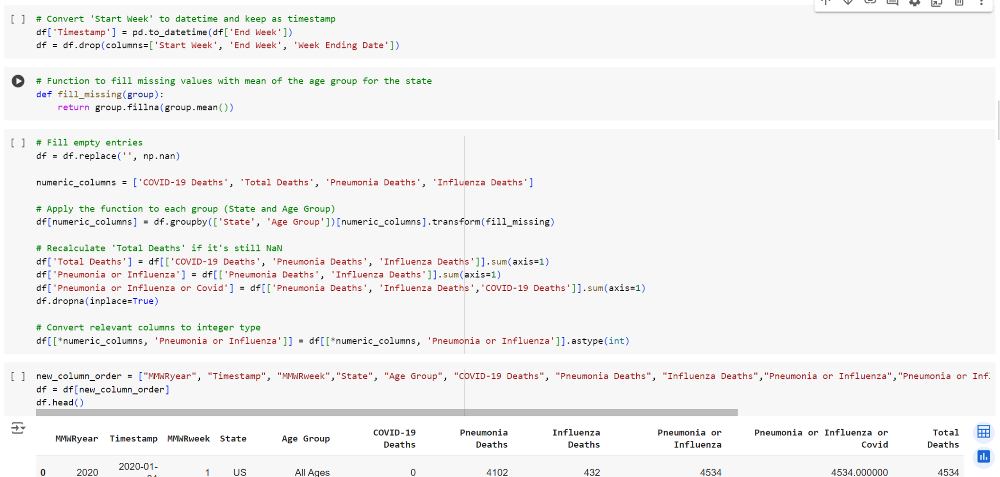 [ ] # Convert 'Start Week' to datetime and keep as timestamp
df['Timestamp'] = pd.to_datetime(df['End Week'])
df = df.drop(columns=['Start Week', 'End Week', 'Week Ending Date'])
# Function to fill missing values with mean of the age group for the state
def fill_missing(group):
    return group.fillna(group.mean())
[ ] # Fill empty entries
df = df.replace('', np.nan)
numeric_columns = ['COVID-19 Deaths', 'Total Deaths', 'Pneumonia Deaths', 'Influenza Deaths']
# Apply the function to each group (State and Age Group)
df[numeric_columns] = df.groupby(['State', 'Age Group'])[numeric_columns].transform(fill_missing)
# Recalculate 'Total Deaths' if it's still NaN
df['Total Deaths'] = df[['COVID-19 Deaths', 'Pneumonia Deaths', 'Influenza Deaths']].sum(axis=1)
df['Pneumonia or Influenza'] = df[['Pneumonia Deaths', 'Influenza Deaths']].sum(axis=1)
df['Pneumonia or Influenza or Covid'] = df[['Pneumonia Deaths', 'Influenza Deaths','COVID-19 Deaths']].sum(axis=1)
df.dropna(inplace=True)
# Convert relevant columns to integer type
df[[*numeric_columns, 'Pneumonia or Influenza']] = df[[*numeric_columns, 'Pneumonia or Influenza']].astype(int)
[ ] new_column_order = ["MMWRyear", "Timestamp", "MMWRweek","State", "Age Group", "COVID-19 Deaths", "Pneumonia Deaths", "Influenza Deaths","Pneumonia or Influenza","Pneumonia or Inf
df = df[new_column_order]
df.head()
MMWRyear Timestamp MMWRweek State Age Group COVID-19 Deaths Pneumonia Deaths Influenza Deaths Pneumonia or Influenza Pneumonia or Influenza or Covid Total Deaths
0 2020 2020-01- 1 US All Ages 0 4102 432 4534 4534.000000 4534